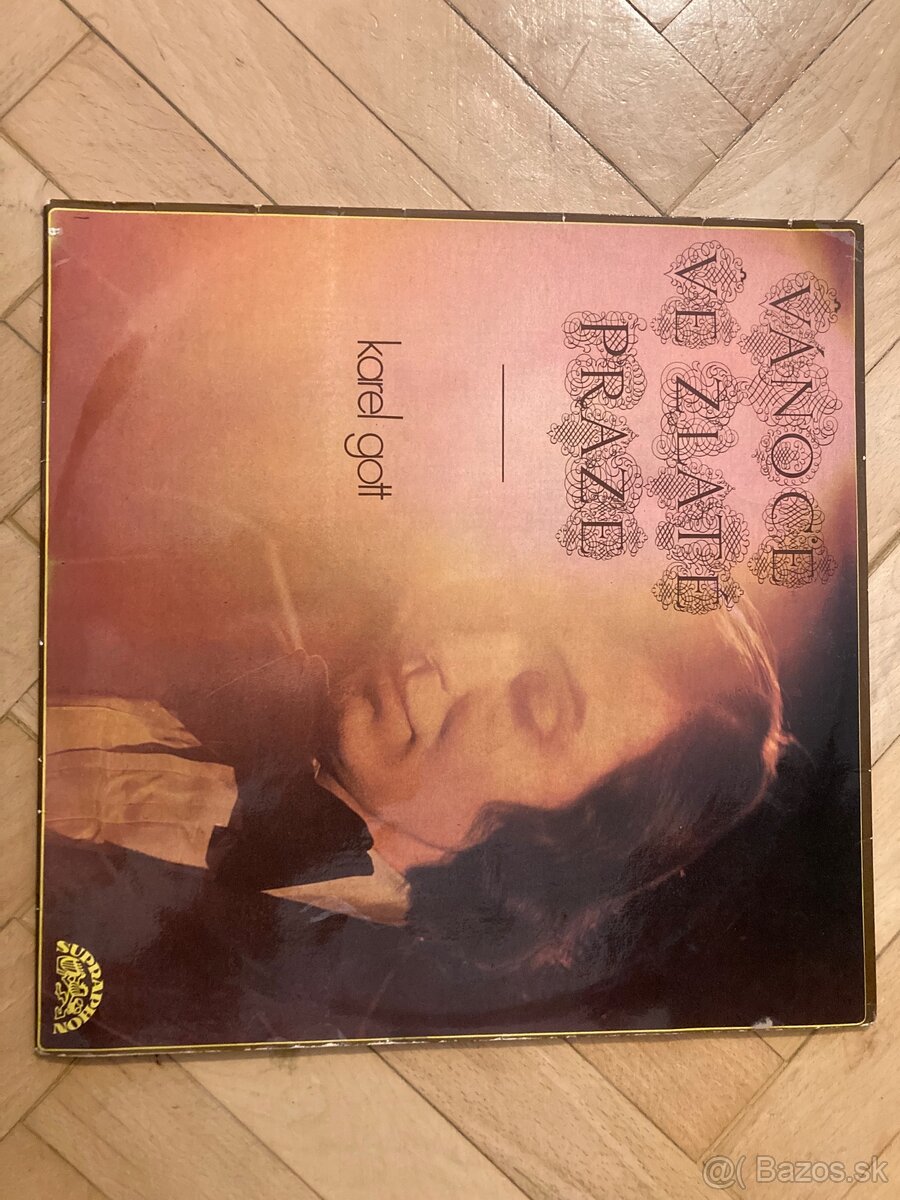 VÁNOCE
VE ZLATÉ
PRAZE
karel gott
SUPRAPHON
@( Bazos.sk